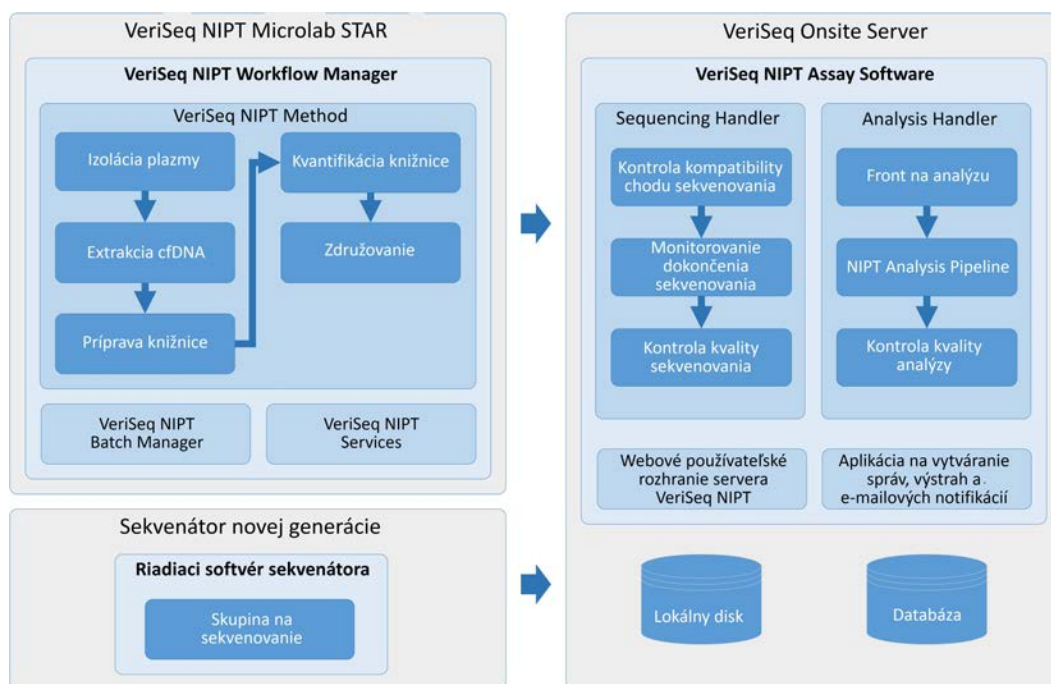 VeriSeq NIPT Microlab STAR
VeriSeq NIPT Workflow Manager
VeriSeq NIPT Method
Izolácia plazmy
Extrakcia cfDNA
Príprava knižnice
Kvantifikácia knižnice
Združovanie
VeriSeq NIPT
Batch Manager
VeriSeq NIPT
Services
Sekvenátor novej generácie
Riadiaci softvér sekvenátora
Skupina na
sekvenovanie
VeriSeq Onsite Server
VeriSeq NIPT Assay Software
Sequencing Handler
Kontrola kompatibility
chodu sekvenovania
Monitorovanie
dokončenia
sekvenovania
Kontrola kvality
sekvenovania
Analysis Handler
Front na analýzu
NIPT Analysis Pipeline
Kontrola kvality
analýzy
Webové používateľské
rozhranie servera
VeriSeq NIPT
Aplikácia na vytváranie
správ, výstrah a
e-mailových notifikácií
Lokálny disk
Databáza